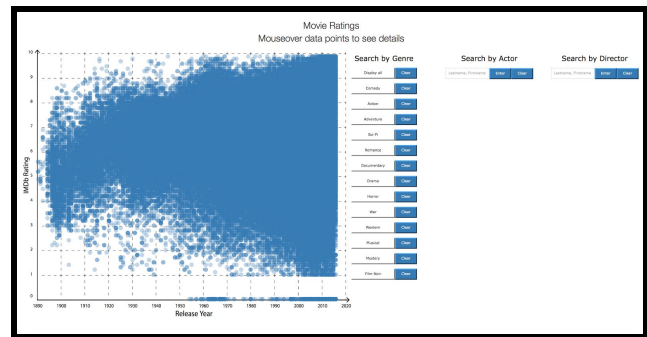 Movie Ratings
Mouseover data points to see details
Search by Genre
Search by Actor
Search by Director
Display all Clear
Lastname, Firstname Enter Clear
Lastname, Firstname Enter Clear
Comedy Clear
Action Clear
Adventure Clear
Sci-Fi Clear
Romance Clear
Documentary Clear
Drama Clear
Horror Clear
War Clear
Western Clear
Musical Clear
Mystery Clear
Film-Noir Clear
IMDb Rating
10
9
8
7
6
5
4
3
2
1
0
1890 1900 1910 1920 1930 1940 1950 1960 1970 1980 1990 2000 2010 2020
Release Year